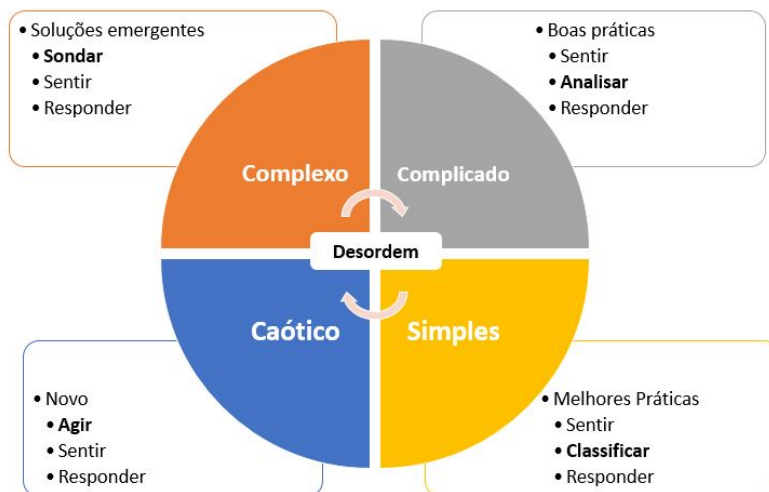 • Soluções emergentes
• Sondar
• Sentir
• Responder
• Boas práticas
• Sentir
• Analisar
• Responder
Complexo
Complicado
Desordem
Caótico
Simples
• Novo
• Agir
• Sentir
• Responder
• Melhores Práticas
• Sentir
• Classificar
• Responder